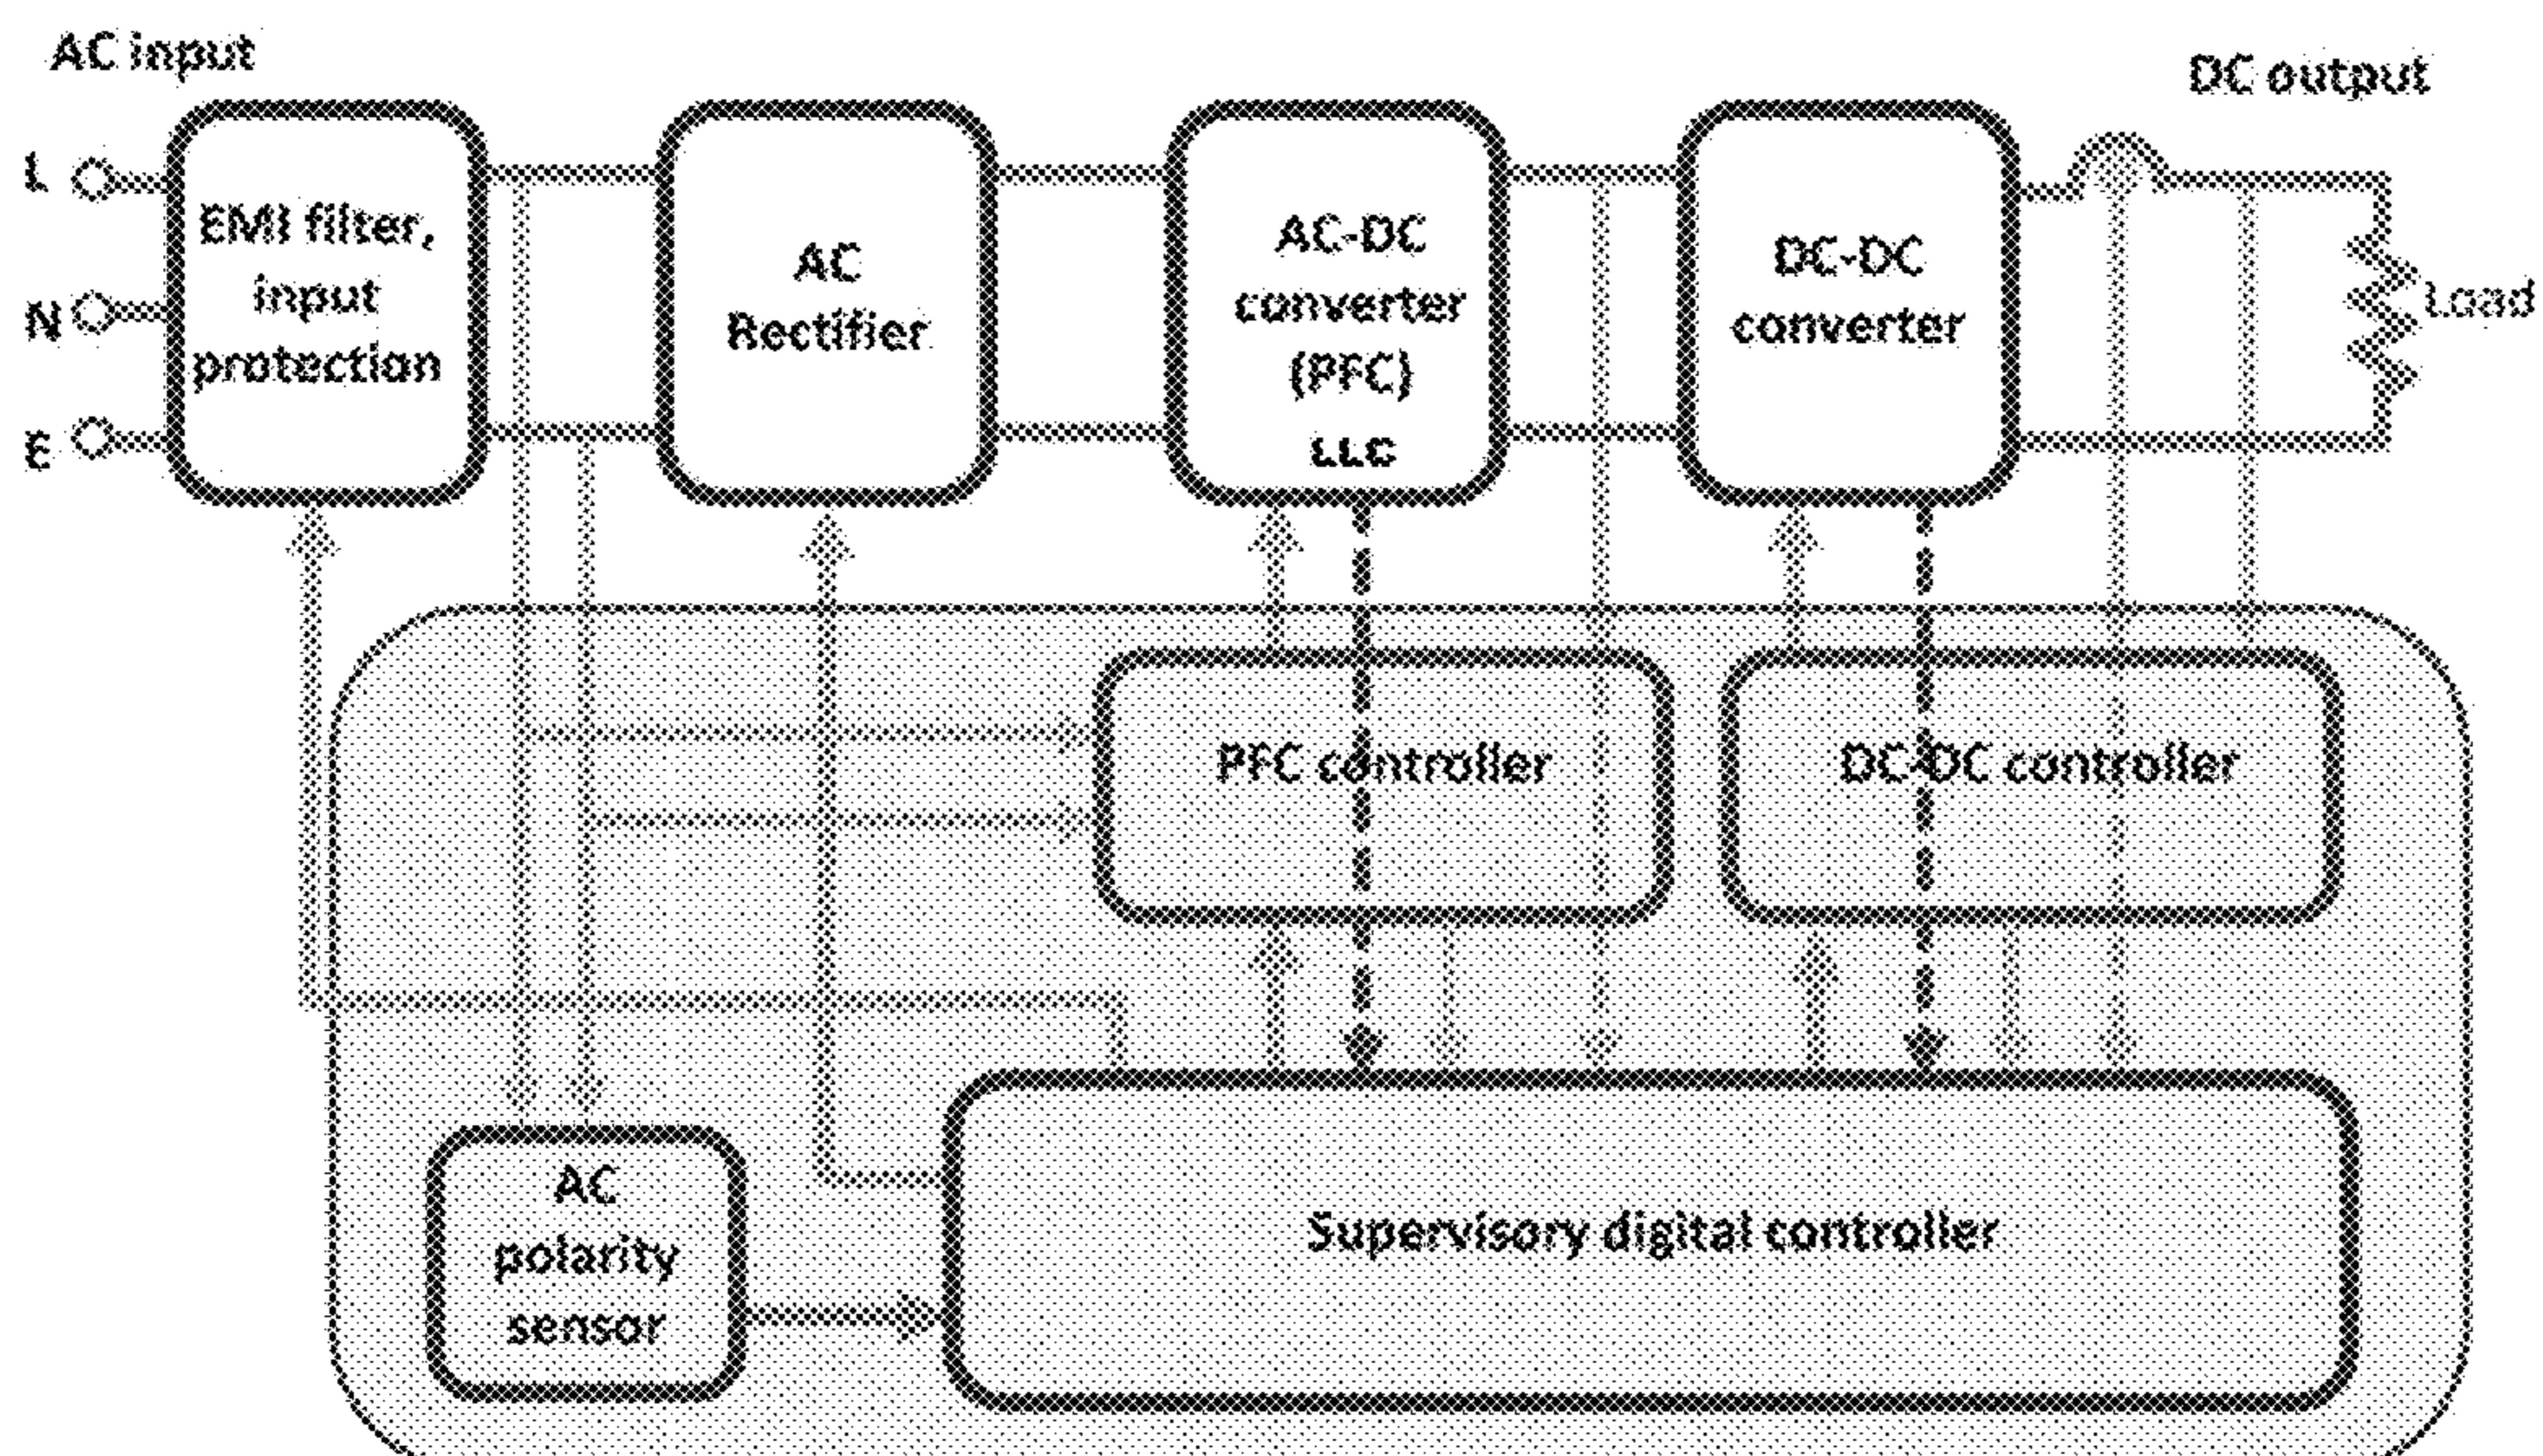 AC input
DC output
L
N
E
EMI filter,
input
protection
AC
Rectifier
AC-DC
converter
(PFC)
LLC
DC-DC
converter
Load
PFC controller
DC-DC controller
AC
polarity
sensor
Supervisory digital controller